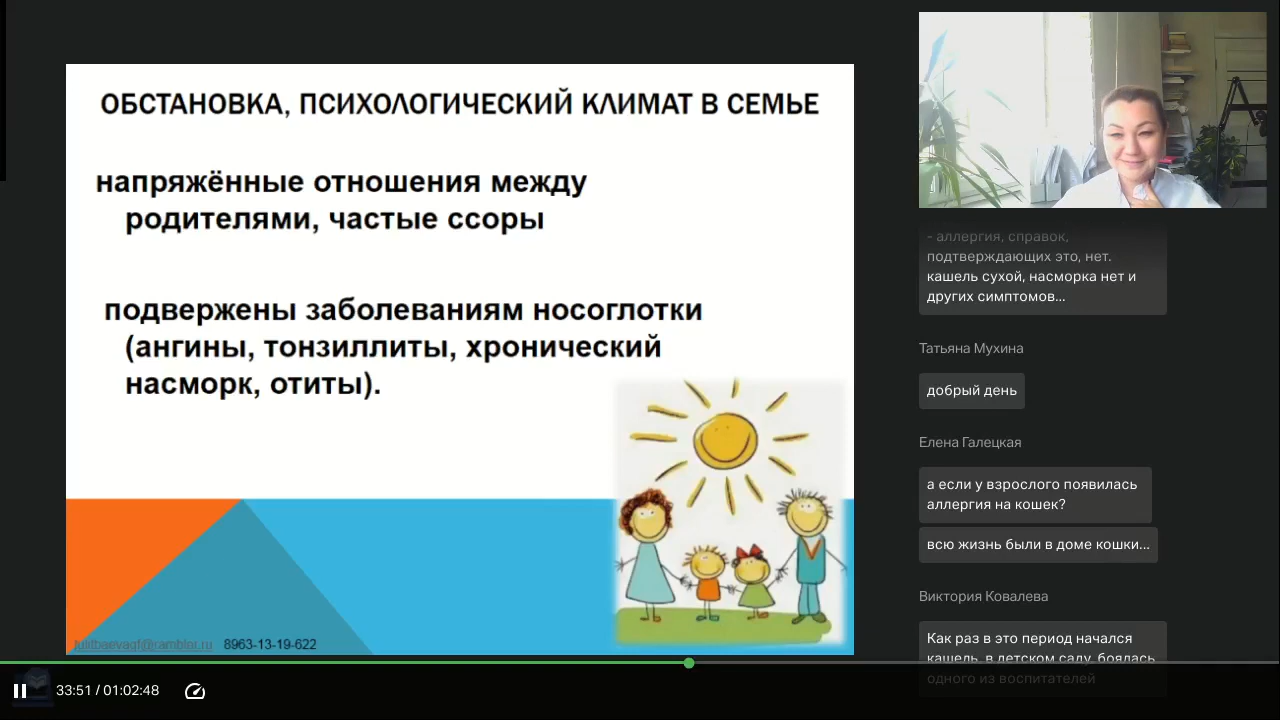 ОБСТАНОВКА, ПСИХОЛОГИЧЕСКИЙ КЛИМАТ В СЕМЬЕ
напряжённые отношения между
родителями, частые ссоры
подвержены заболеваниям носоглотки
(ангины, тонзиллиты, хронический
насморк, отиты).
8963-13-19-622
- аллергия, справок,
подтверждающих это, нет.
кашель сухой, насморка нет и
других симптомов...
Татьяна Мухина
добрый день
Елена Галецкая
а если у взрослого появилась
аллергия на кошек?
всю жизнь были в доме кошки...
Виктория Ковалева
Как раз в это период начался
кашель, в детском саду, боялась
одного из воспитателей
33:51 / 01:02:48